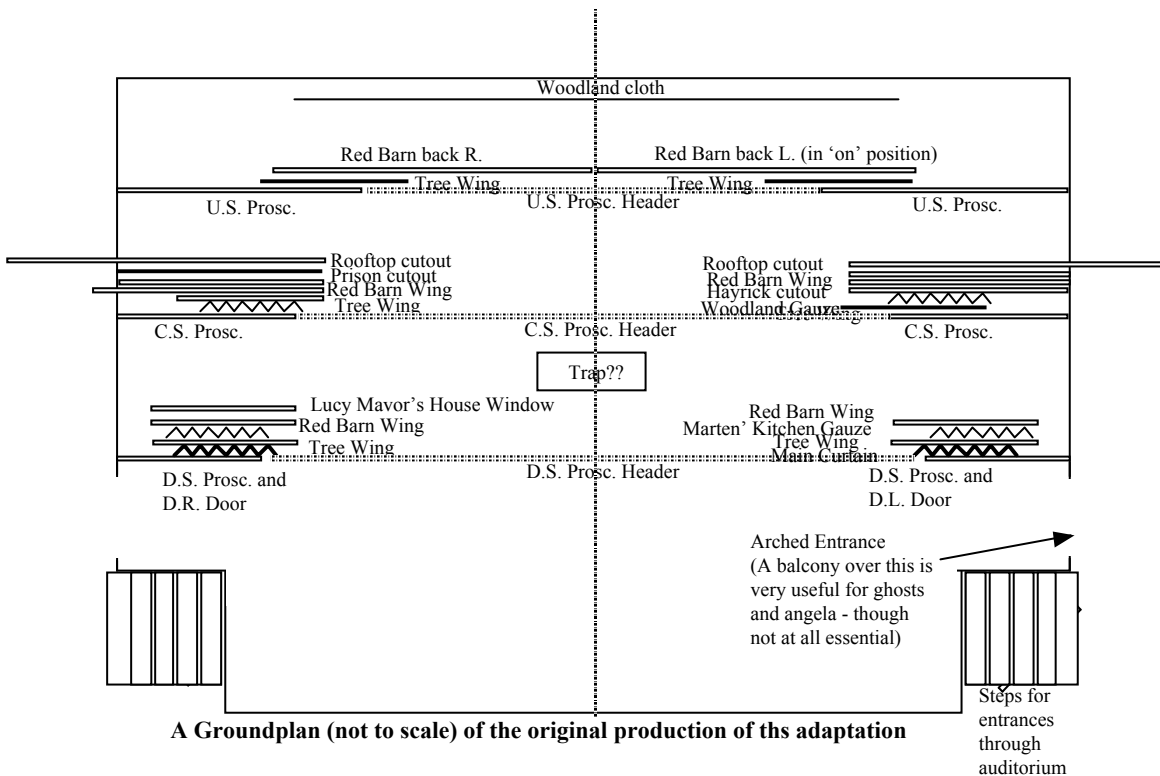 Woodland cloth
Red Barn back R.
Red Barn back L. (in ‘on’ position)
Tree Wing
Tree Wing
U.S. Prosc.
U.S. Prosc. Header
U.S. Prosc.
Rooftop cutout
Prison cutout
Red Barn Wing
Tree Wing
Rooftop cutout
Red Barn Wing
Hayrick cutout
Woodland Gauze
C.S. Prosc.
C.S. Prosc. Header
C.S. Prosc.
Trap??
Lucy Mavor’s House Window
Red Barn Wing
Tree Wing
Red Barn Wing
Marten’ Kitchen Gauze
Tree Wing
Main Curtain
D.S. Prosc. and
D.R. Door
D.S. Prosc. Header
D.S. Prosc. and
D.L. Door
Arched Entrance
(A balcony over this is
very useful for ghosts
and angela - though
not at all essential)
Steps for
entrances
through
auditorium
A Groundplan (not to scale) of the original production of ths adaptation